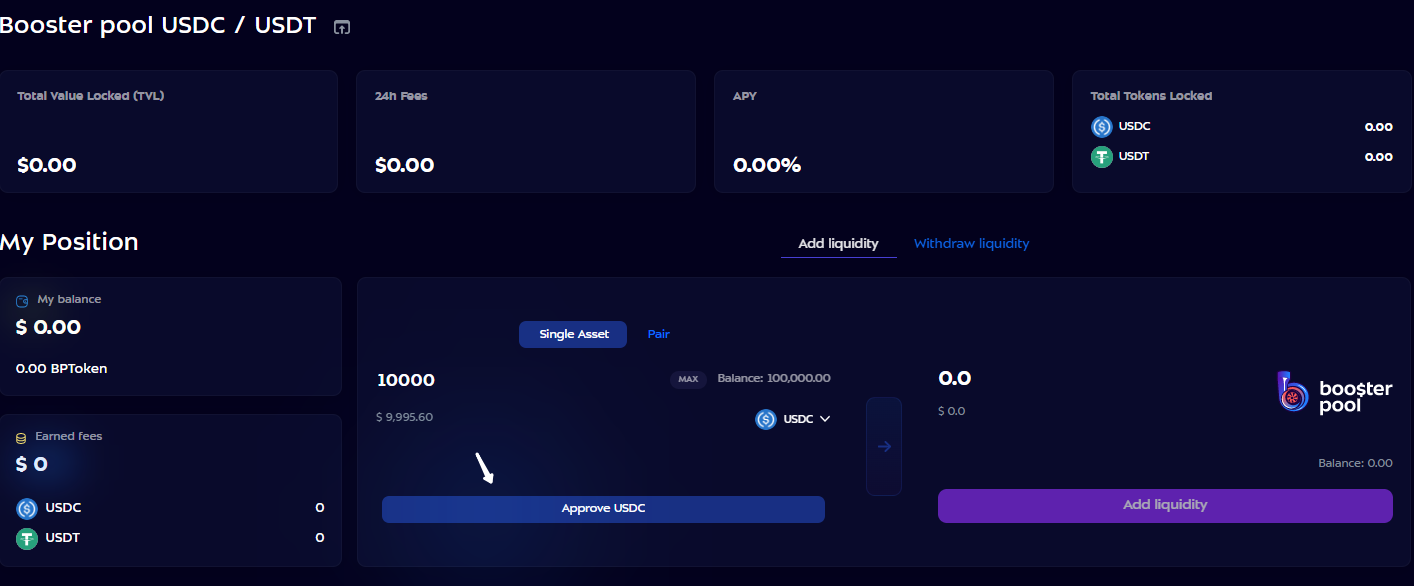 Booster pool USDC / USDT
Total Value Locked (TVL)
$0.00
24h Fees
$0.00
APY
0.00%
Total Tokens Locked
USDC 0.00
USDT 0.00
My Position
Add liquidity Withdraw liquidity
My balance
$ 0.00
0.00 BPToken
Earned fees
$ 0
USDC 0
USDT 0
Single Asset Pair
10000 MAX Balance: 100,000.00
$ 9,995.60 USDC
Approve USDC
0.0
$ 0.0
boo$ter
pool
Balance: 0.00
Add liquidity